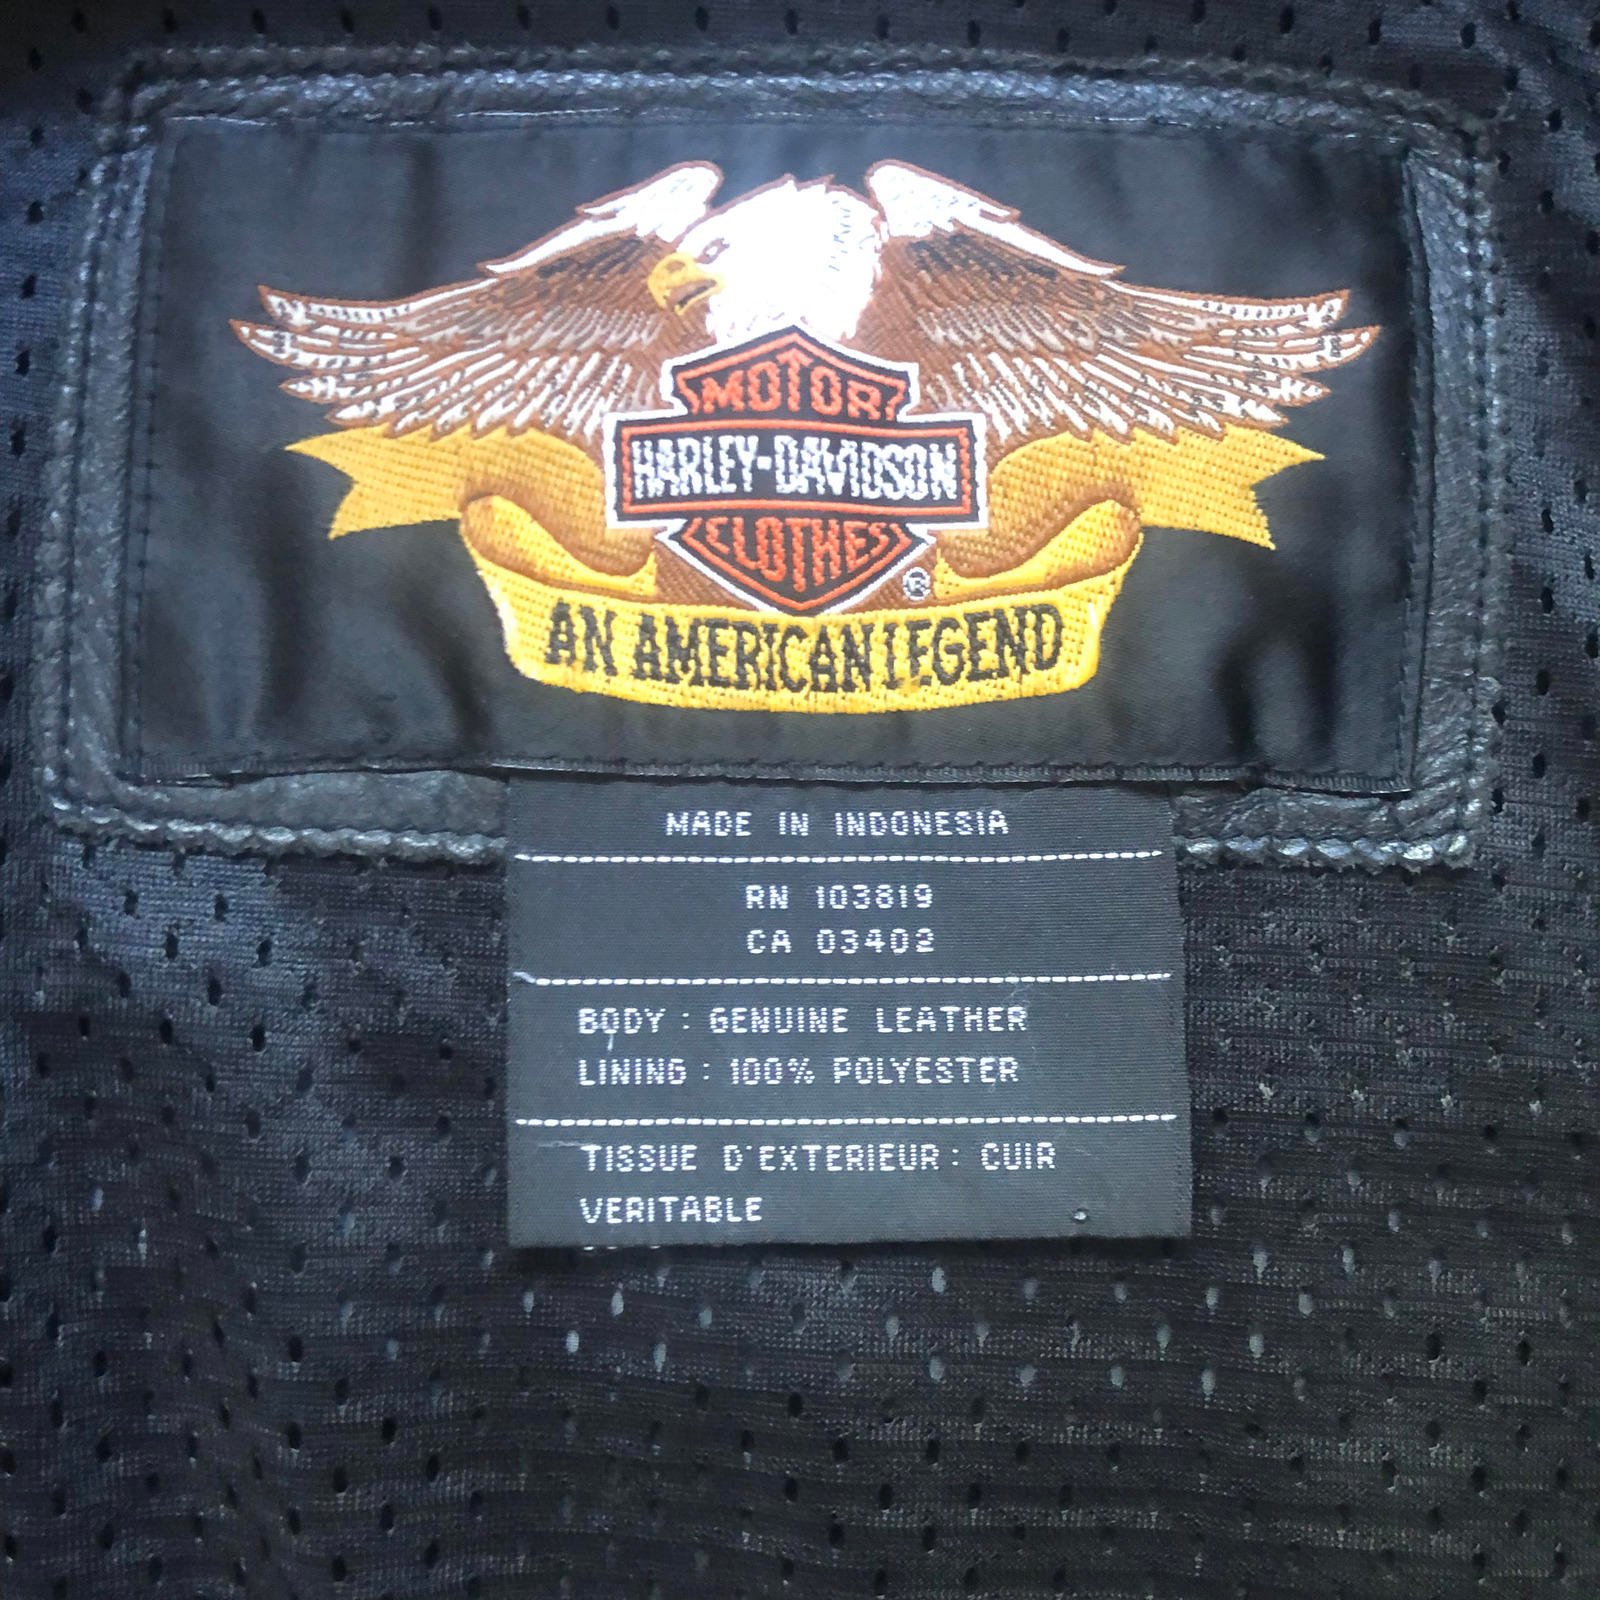 MOTOR
HARLEY-DAVIDSON
CLOTHES
®
AN AMERICAN LEGEND
MADE IN INDONESIA
RN 103819
CA 03402
BODY : GENUINE LEATHER
LINING : 100% POLYESTER
TISSUE D'EXTERIEUR : CUIR
VERITABLE